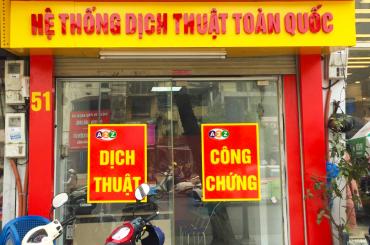 HỆ THỐNG DỊCH THUẬT TOÀN QUỐC
51
A2Z
DỊCH
THUẬT
A2Z
CÔNG
CHỨNG